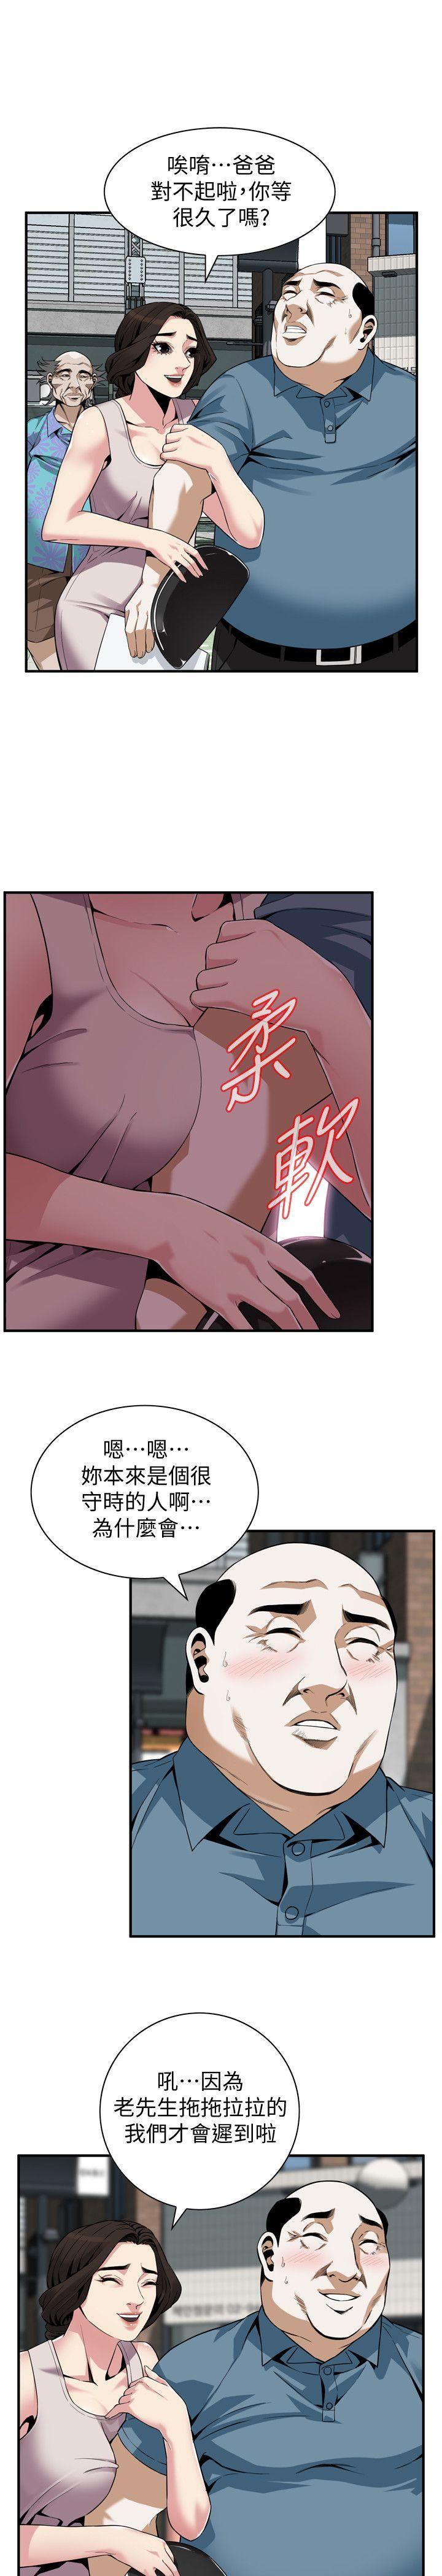 唉唷⋯爸爸
對不起啦，你等
很久了嗎？
柔
軟
嗯⋯嗯⋯
妳本來是個很
守時的人啊⋯
為什麼會⋯
吼⋯因為
老先生拖拖拉拉的
我們才會遲到啦